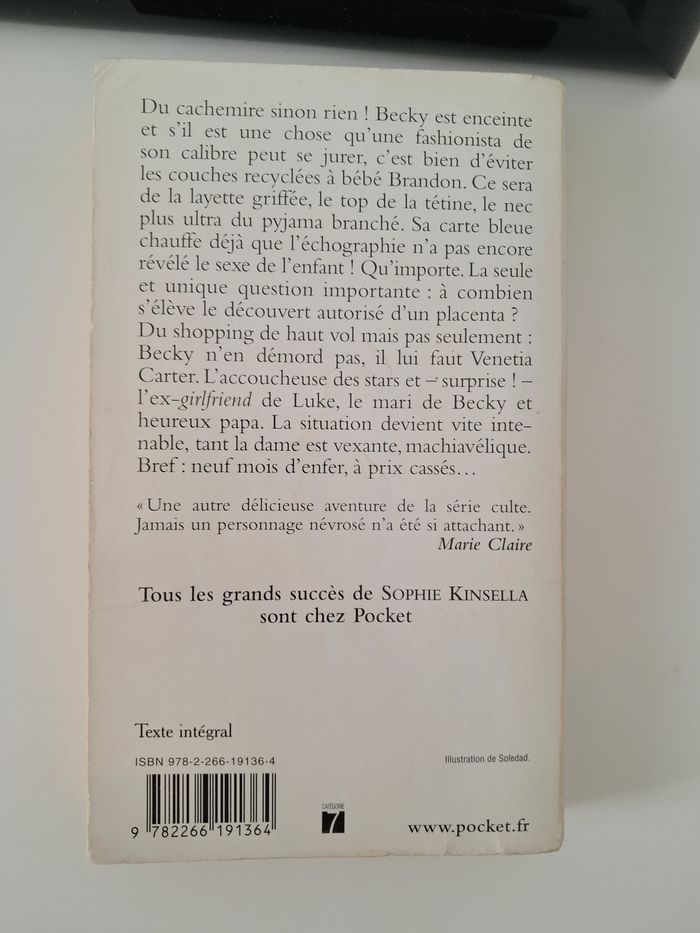 Du cachemire sinon rien ! Becky est enceinte
et s'il est une chose qu'une fashionista de
son calibre peut se jurer, c'est bien d'éviter
les couches recyclées à bébé Brandon. Ce sera
de la layette griffée, le top de la tétine, le nec
plus ultra du pyjama branché. Sa carte bleue
chauffe déjà que l'échographie n'a pas encore
révélé le sexe de l'enfant ! Qu'importe. La seule
et unique question importante : à combien
s'élève le découvert autorisé d'un placenta ?
Du shopping de haut vol mais pas seulement :
Becky n'en démord pas, il lui faut Venetia
Carter. L'accoucheuse des stars et – surprise ! –
l'ex-girlfriend de Luke, le mari de Becky et
heureux papa. La situation devient vite inte-
nable, tant la dame est vexante, machiavélique.
Bref : neuf mois d'enfer, à prix cassés…
« Une autre délicieuse aventure de la série culte.
Jamais un personnage névrosé n'a été si attachant. »
Marie Claire
Tous les grands succès de SOPHIE KINSELLA
sont chez Pocket
Texte intégral
ISBN 978-2-266-19136-4
Illustration de Soledad.
9 782266 191364
CATÉGORIE
7
www.pocket.fr